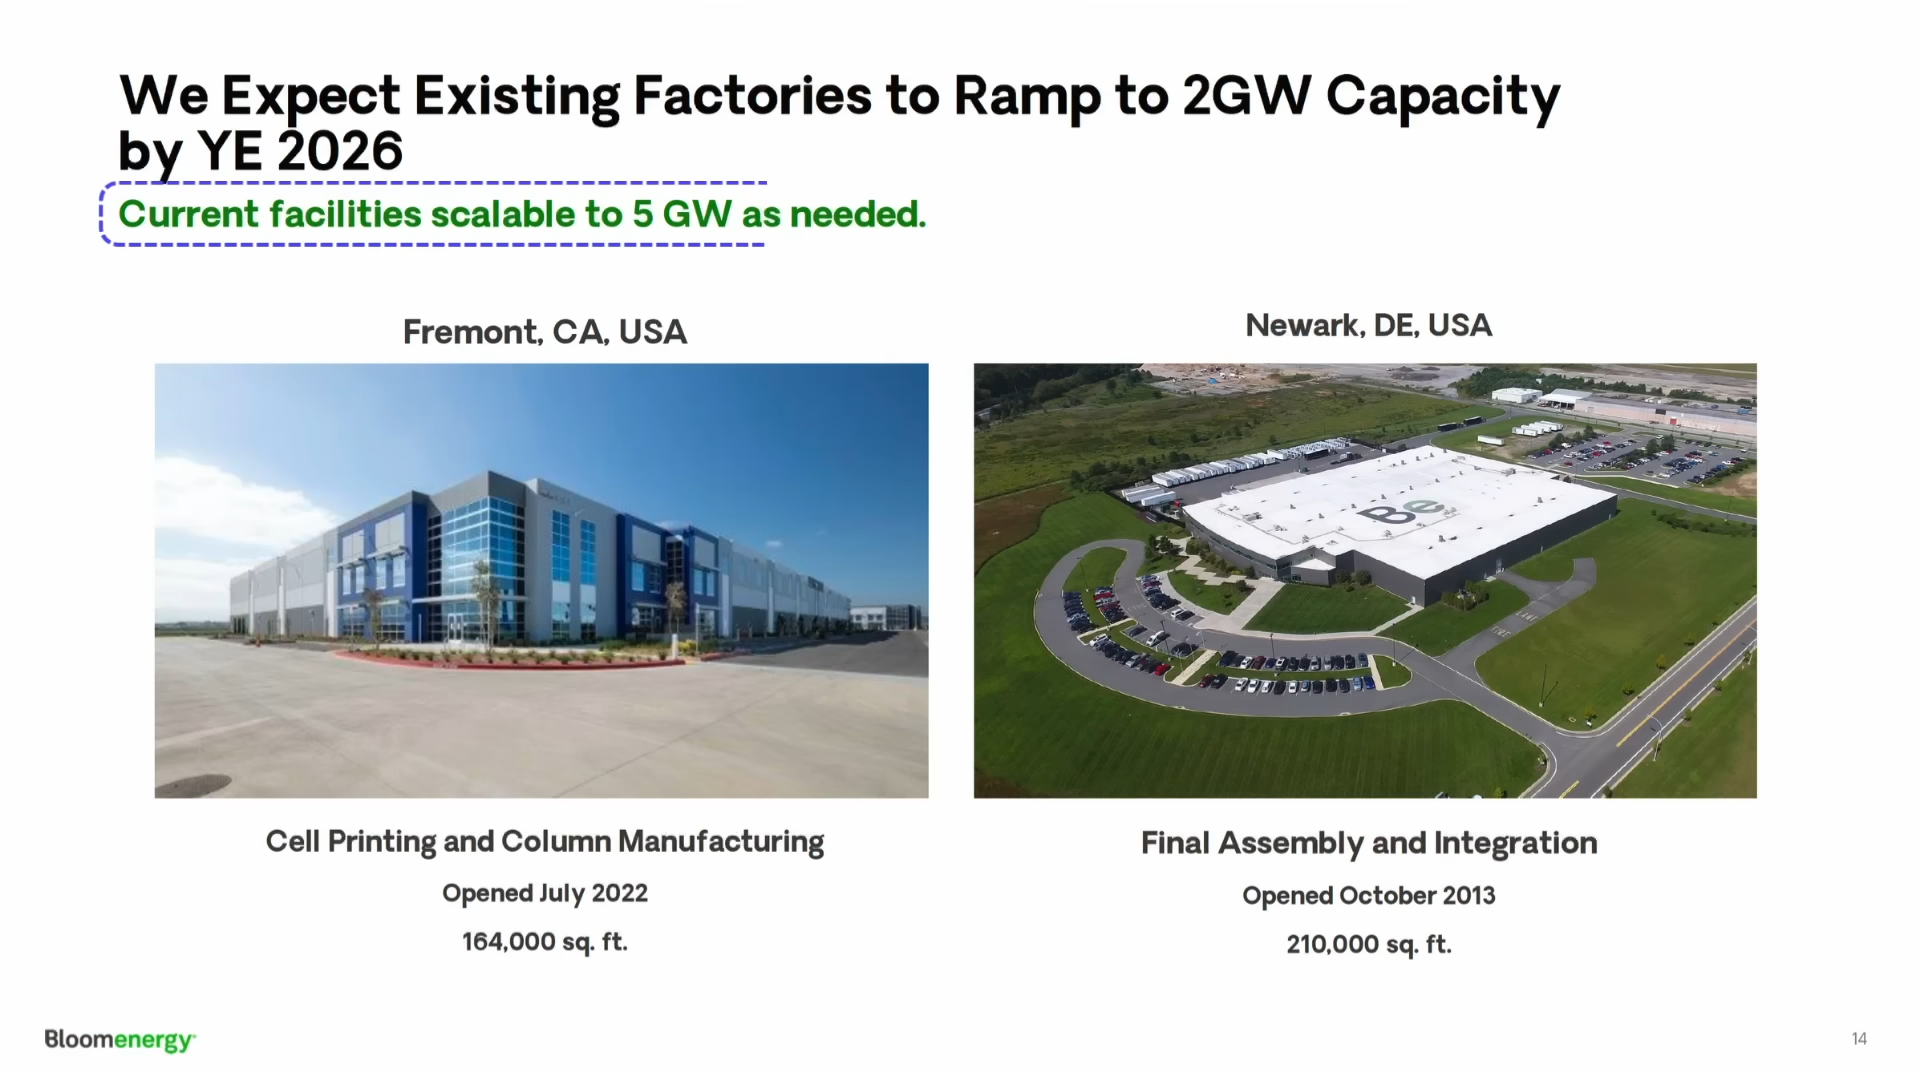 We Expect Existing Factories to Ramp to 2GW Capacity
by YE 2026
Current facilities scalable to 5 GW as needed.
Fremont, CA, USA
Newark, DE, USA
Be
Cell Printing and Column Manufacturing
Opened July 2022
164,000 sq. ft.
Final Assembly and Integration
Opened October 2013
210,000 sq. ft.
Bloomenergy
14